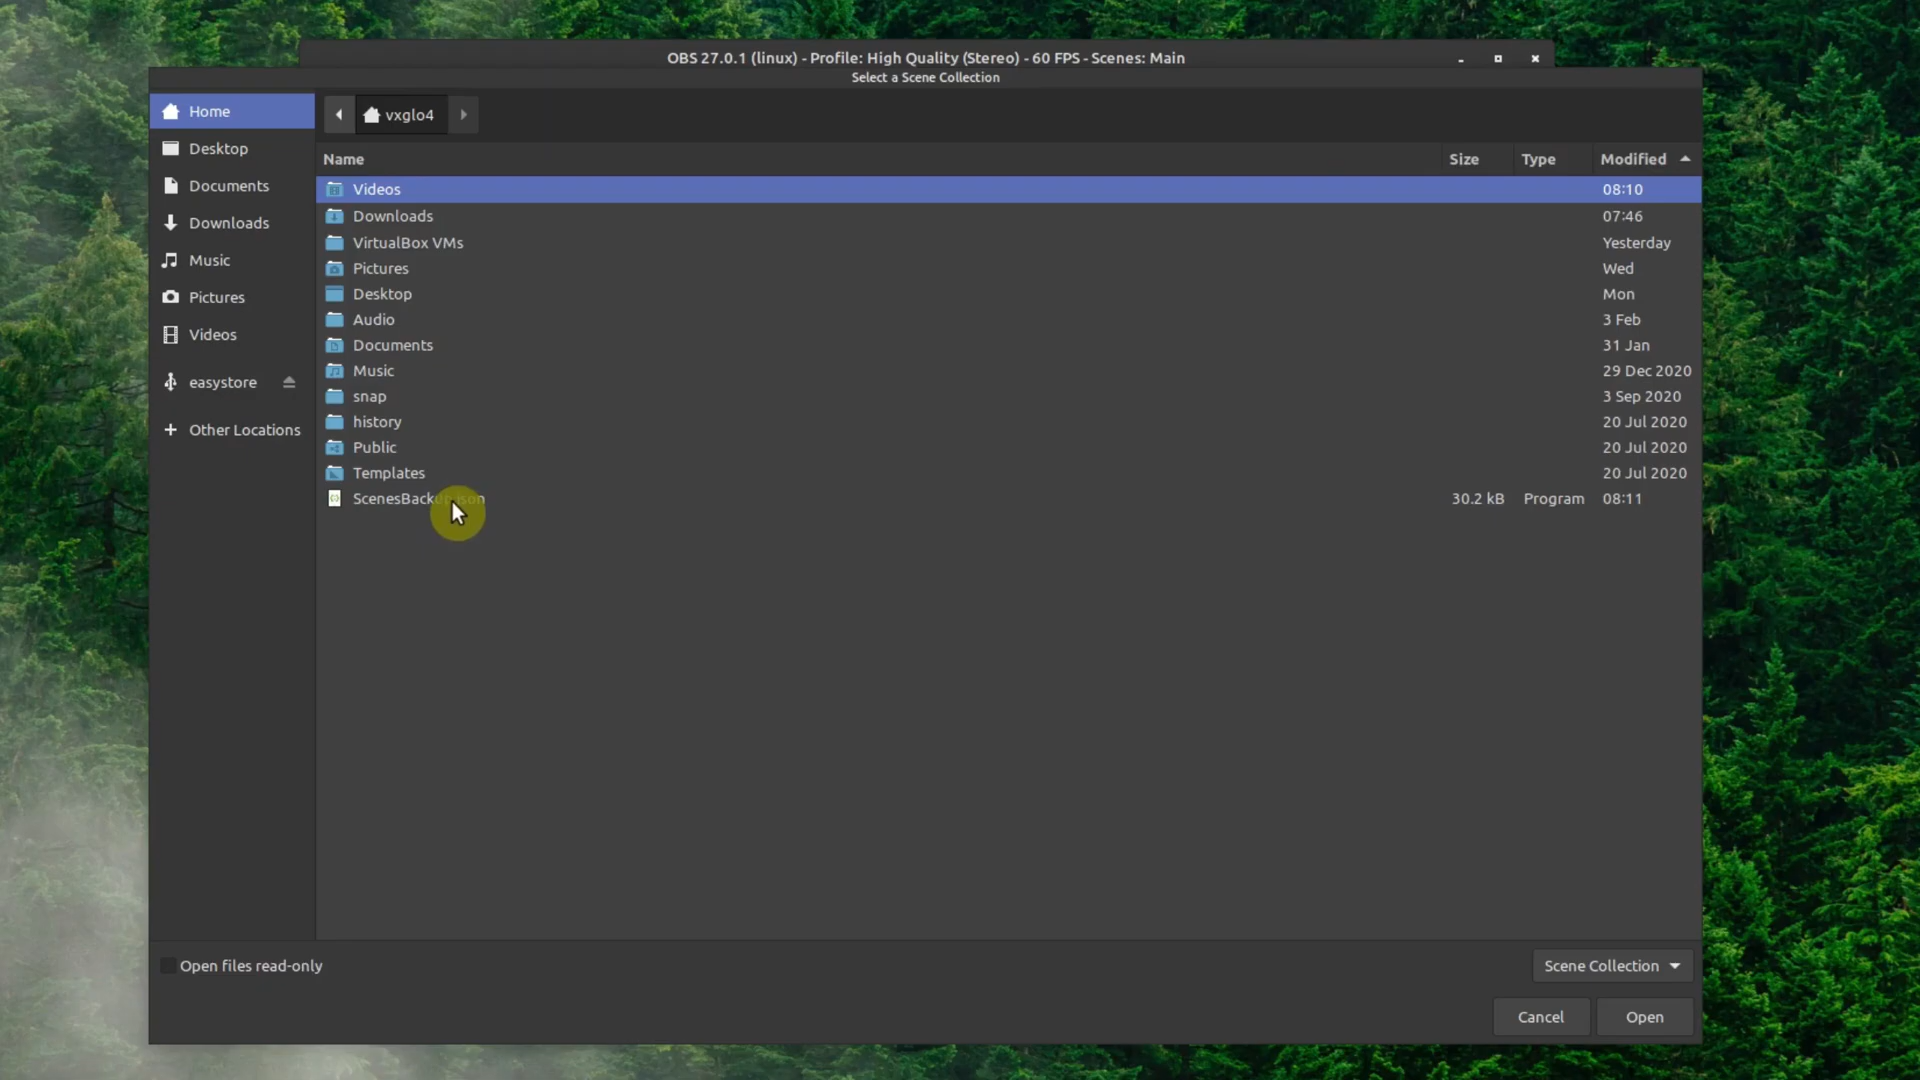 OBS 27.0.1 (linux) - Profile: High Quality (Stereo) - 60 FPS - Scenes: Main
Select a Scene Collection
Home
Desktop
Documents
Downloads
Music
Pictures
Videos
easystore
Other Locations
vxglo4
Name Size Type Modified
Videos 08:10
Downloads 07:46
VirtualBox VMs Yesterday
Pictures Wed
Desktop Mon
Audio 3 Feb
Documents 31 Jan
Music 29 Dec 2020
snap 3 Sep 2020
history 20 Jul 2020
Public 20 Jul 2020
Templates 20 Jul 2020
ScenesBackup.json 30.2 kB Program 08:11
Open files read-only
Scene Collection
Cancel Open